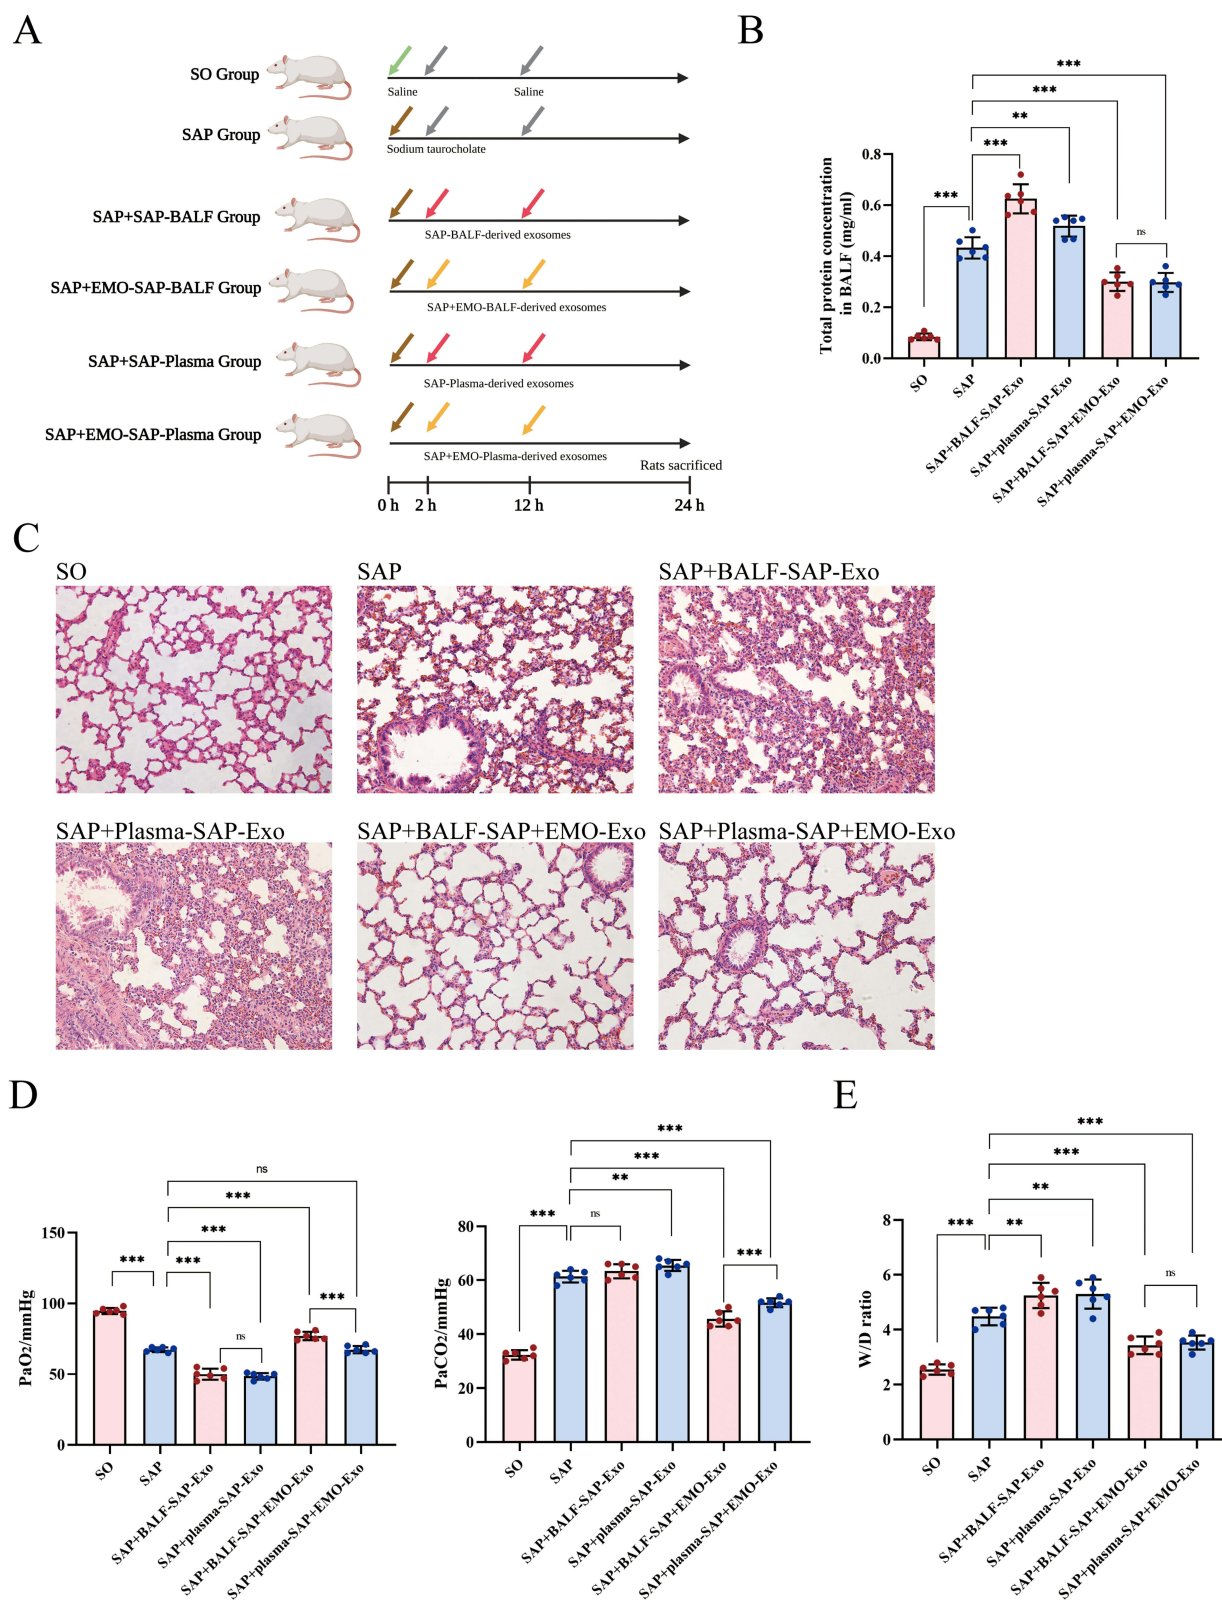 A
SO Group
Saline
Saline
SAP Group
Sodium taurocholate
SAP+SAP-BALF Group
SAP-BALF-derived exosomes
SAP+EMO-SAP-BALF Group
SAP+EMO-BALF-derived exosomes
SAP+SAP-Plasma Group
SAP-Plasma-derived exosomes
SAP+EMO-SAP-Plasma Group
SAP+EMO-Plasma-derived exosomes
Rats sacrificed
0 h 2 h 12 h 24 h
B
***
***
**
***
***
ns
Total protein concentration
in BALF (mg/ml)
0.8
0.6
0.4
0.2
0.0
SO
SAP
SAP+BALF-SAP-Exo
SAP+plasma-SAP-Exo
SAP+BALF-SAP+EMO-Exo
SAP+plasma-SAP+EMO-Exo
C
SO
SAP
SAP+BALF-SAP-Exo
SAP+Plasma-SAP-Exo
SAP+BALF-SAP+EMO-Exo
SAP+Plasma-SAP+EMO-Exo
D
ns
***
***
*** ***
***
ns
PaO2/mmHg
150
100
50
0
SO
SAP
SAP+BALF-SAP-Exo
SAP+plasma-SAP-Exo
SAP+BALF-SAP+EMO-Exo
SAP+plasma-SAP+EMO-Exo
***
***
**
*** ns
***
PaCO2/mmHg
80
60
40
20
0
SO
SAP
SAP+BALF-SAP-Exo
SAP+plasma-SAP-Exo
SAP+BALF-SAP+EMO-Exo
SAP+plasma-SAP+EMO-Exo
E
***
***
**
*** **
ns
W/D ratio
8
6
4
2
0
SO
SAP
SAP+BALF-SAP-Exo
SAP+plasma-SAP-Exo
SAP+BALF-SAP+EMO-Exo
SAP+plasma-SAP+EMO-Exo